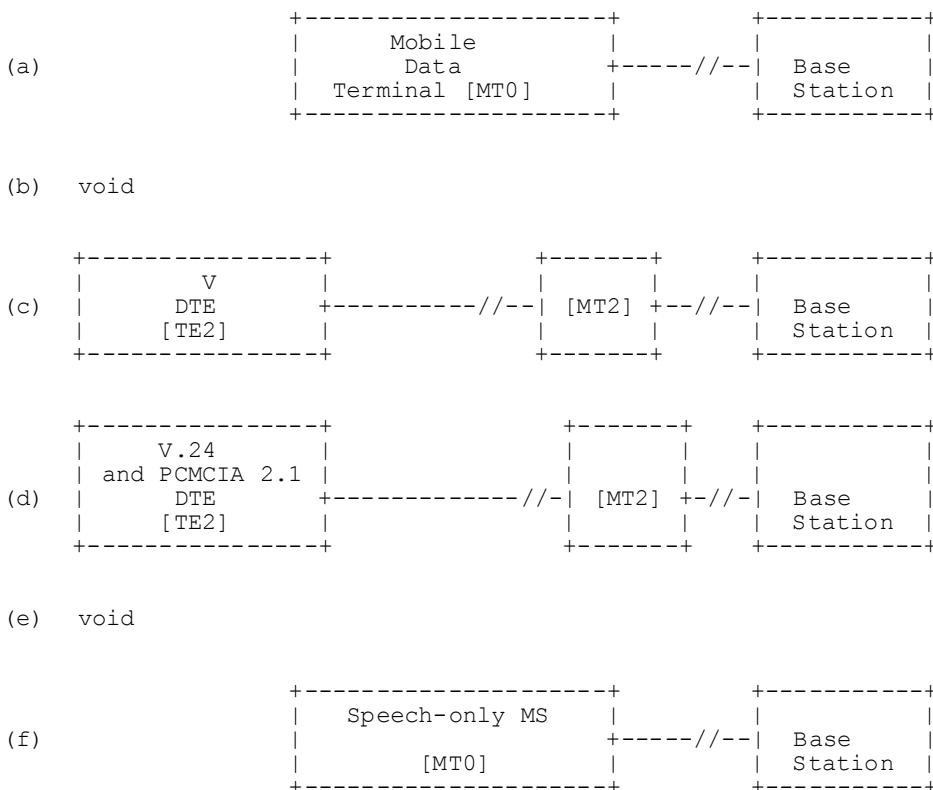 Mobile
(a) Data Base
Terminal [MT0] Station
(b) void
V
(c) DTE [MT2] Base
[TE2] Station
V.24
and PCMCIA 2.1
(d) DTE [MT2] Base
[TE2] Station
(e) void
Speech-only MS
(f) Base
[MT0] Station